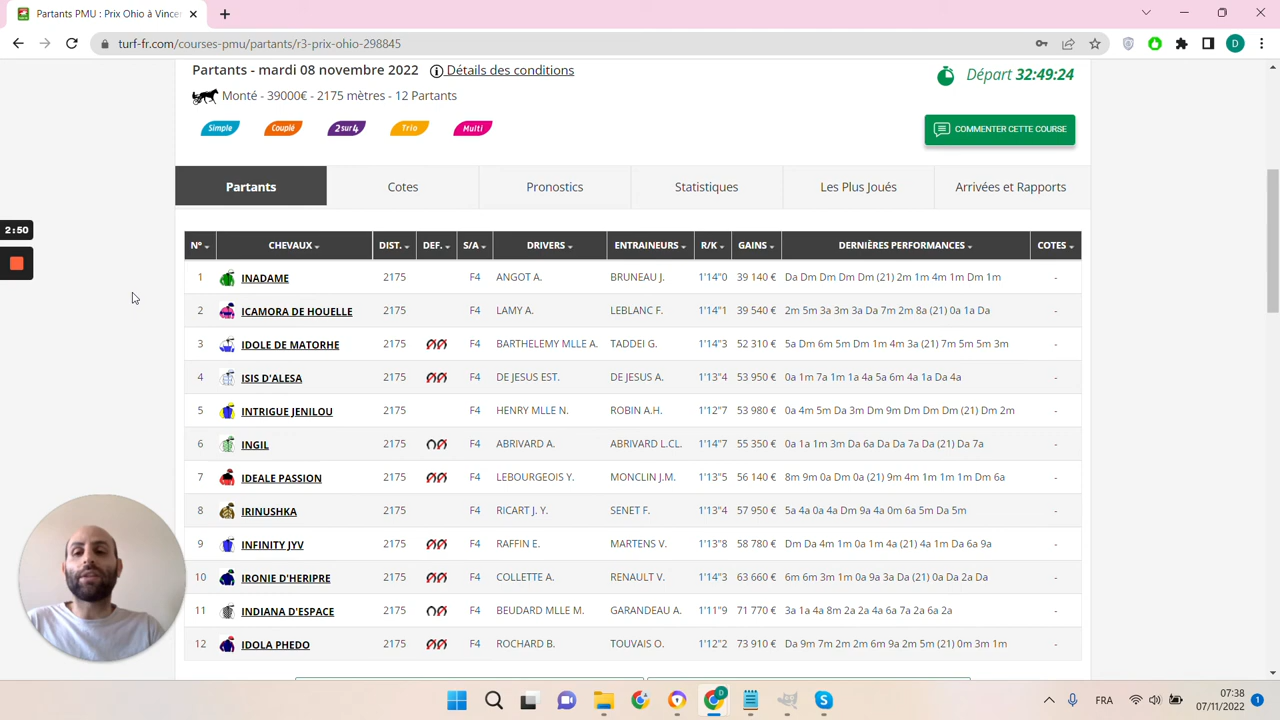 Partants PMU : Prix Ohio à Vince
turf-fr.com/courses-pmu/partants/r3-prix-ohio-298845
D
Partants - mardi 08 novembre 2022 Détails des conditions
Départ 32:49:24
Monté - 39000€ - 2175 mètres - 12 Partants
Simple Couplé 2sur4 Trio Multi
COMMENTER CETTE COURSE
Partants Cotes Pronostics Statistiques Les Plus Joués Arrivées et Rapports
2:50
N° CHEVAUX DIST. DEF. S/A DRIVERS ENTRAINEURS R/K GAINS DERNIÈRES PERFORMANCES COTES
1 INADAME 2175 F4 ANGOT A. BRUNEAU J. 1'14"0 39 140 € Da Dm Dm Dm Dm (21) 2m 1m 4m 1m Dm 1m -
2 ICAMORA DE HOUELLE 2175 F4 LAMY A. LEBLANC F. 1'14"1 39 540 € 2m 5m 3a 3m 3a Da 7m 2m 8a (21) 0a 1a Da -
3 IDOLE DE MATORHE 2175 F4 BARTHELEMY MLLE A. TADDEI G. 1'14"3 52 310 € 5a Dm 6m 5m Dm 1m 4m 3a (21) 7m 5m 5m 3m -
4 ISIS D'ALESA 2175 F4 DE JESUS EST. DE JESUS A. 1'13"4 53 950 € 0a 1m 7a 1m 1a 4a 5a 6m 4a 1a Da 4a -
5 INTRIGUE JENILOU 2175 F4 HENRY MLLE N. ROBIN A.H. 1'12"7 53 980 € 0a 4m 5m Da 3m Dm 9m Dm Dm Dm (21) Dm 2m -
6 INGIL 2175 F4 ABRIVARD A. ABRIVARD L.CL. 1'14"7 55 350 € 0a 1a 1m 3m Da 6a Da Da 7a Da (21) Da 7a -
7 IDEALE PASSION 2175 F4 LEBOURGEOIS Y. MONCLIN J.M. 1'13"5 56 140 € 8m 9m 0a Dm 0a (21) 9m 4m 1m 1m 1m Dm 6a -
8 IRINUSHKA 2175 F4 RICART J. Y. SENET F. 1'13"4 57 950 € 5a 4a 0a 4a Dm 9a 4a 0m 6a 5m Da 5m -
9 INFINITY JYV 2175 F4 RAFFIN E. MARTENS V. 1'13"8 58 780 € Dm Da 4m 1m 0a 1m 4a (21) 4a 1m Da 6a 9a -
10 IRONIE D'HERIPRE 2175 F4 COLLETTE A. RENAULT V. 1'14"3 63 660 € 6m 6m 3m 1m 0a 9a 3a Da (21) 0a Da 2a Da -
11 INDIANA D'ESPACE 2175 F4 BEUDARD MLLE M. GARANDEAU A. 1'11"9 71 770 € 3a 1a 4a 8m 2a 2a 4a 6a 7a 2a 6a 2a -
12 IDOLA PHEDO 2175 F4 ROCHARD B. TOUVAIS O. 1'12"2 73 910 € Da 9m 7m 2m 2m 6m 9a 2m 5m (21) 0m 3m 1m -
D
FRA
07:38
07/11/2022
1